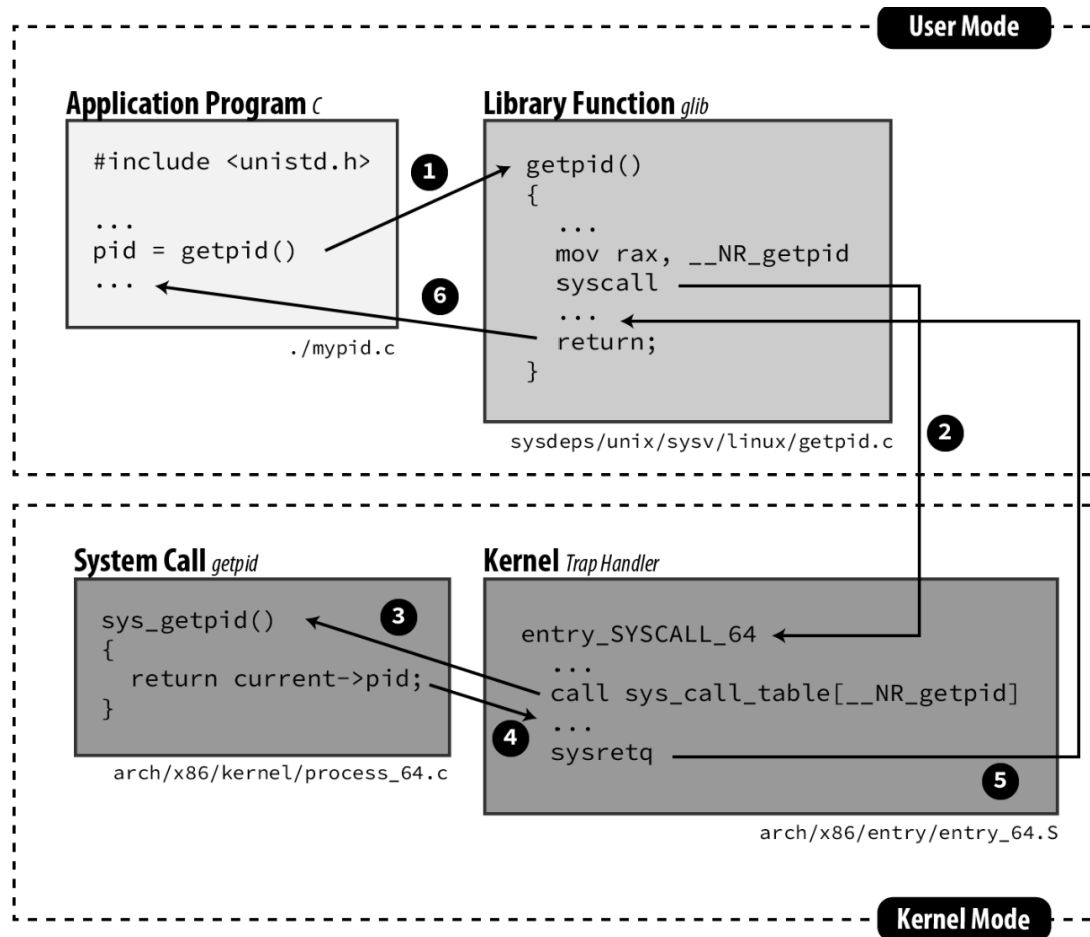 User Mode
Application Program C
#include <unistd.h>
...
pid = getpid()
...
./mypid.c
1
6
Library Function glib
getpid()
{
...
mov rax, __NR_getpid
syscall
...
return;
}
sysdeps/unix/sysv/linux/getpid.c
2
System Call getpid
sys_getpid()
{
return current->pid;
}
arch/x86/kernel/process_64.c
3
4
Kernel Trap Handler
entry_SYSCALL_64
...
call sys_call_table[__NR_getpid]
...
sysretq
5
arch/x86/entry/entry_64.S
Kernel Mode